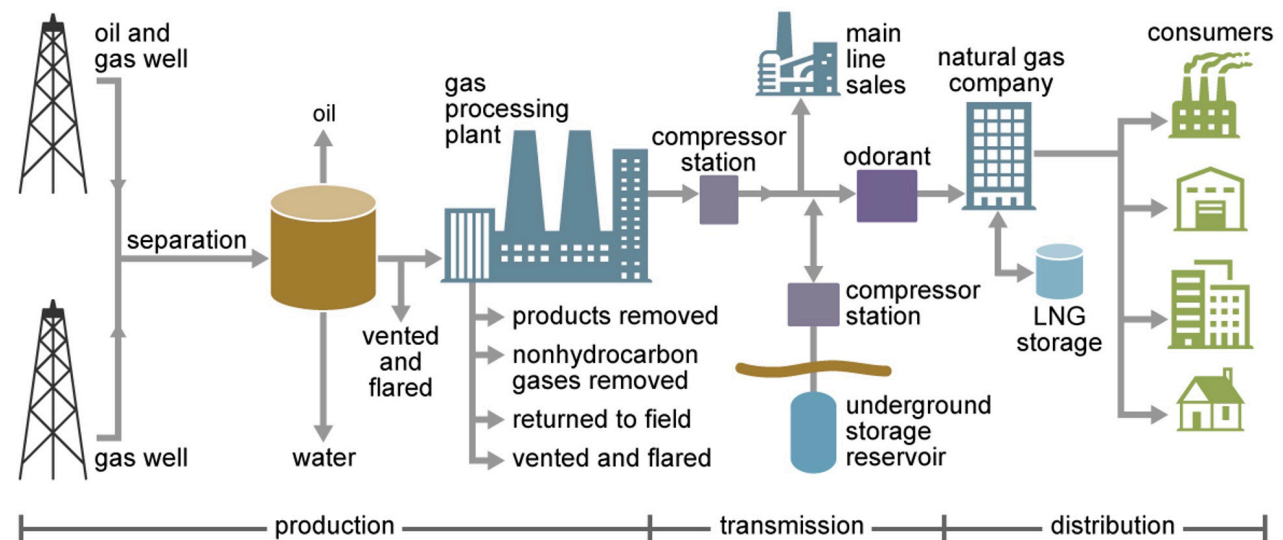 oil and
gas well
separation
gas well
oil
water
vented
and
flared
gas
processing
plant
products removed
nonhydrocarbon
gases removed
returned to field
vented and flared
compressor
station
main
line
sales
compressor
station
underground
storage
reservoir
odorant
natural gas
company
LNG
storage
consumers
production
transmission
distribution